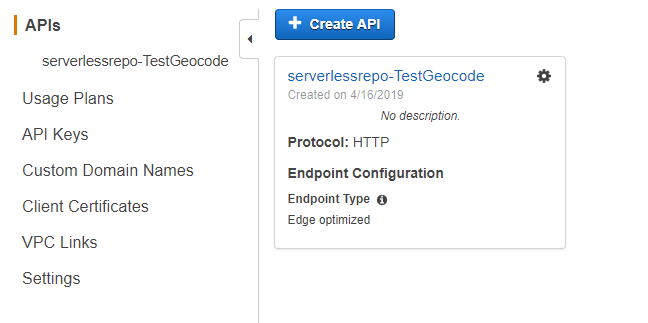 APIs
serverlessrepo-TestGeocode
Usage Plans
API Keys
Custom Domain Names
Client Certificates
VPC Links
Settings
+ Create API
serverlessrepo-TestGeocode
Created on 4/16/2019
No description.
Protocol: HTTP
Endpoint Configuration
Endpoint Type
Edge optimized